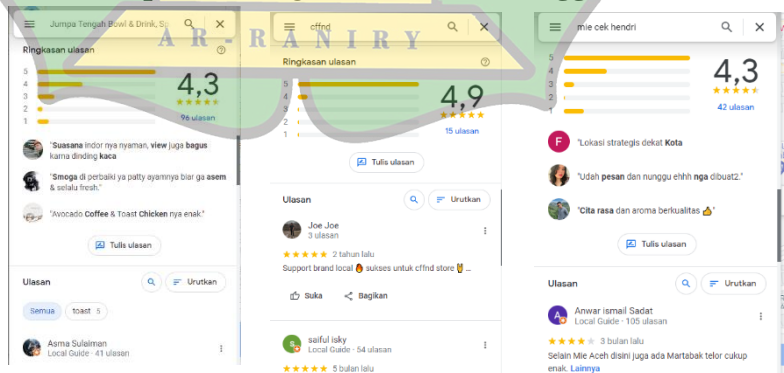 A R - R A N I R Y
Jumpa Tengah Bowl & Drink, Sp
Ringkasan ulasan
5
4
3
2
1
4,3
96 ulasan
"Suasana indor nya nyaman, view juga bagus
karna dinding kaca
"Smoga di perbaiki ya patty ayamnya biar ga asem
& selalu fresh."
"Avocado Coffee & Toast Chicken nya enak."
Tulis ulasan
Ulasan
Urutkan
Semua
toast 5
Asma Sulaiman
Local Guide · 41 ulasan
cffnd
Ringkasan ulasan
5
4
3
2
1
4,9
15 ulasan
Tulis ulasan
Ulasan
Urutkan
Joe Joe
3 ulasan
2 tahun lalu
Support brand local 🔥 sukses untuk cffnd store 🤘 ...
Suka
Bagikan
saiful isky
Local Guide · 54 ulasan
5 bulan lalu
mie cek hendri
5
4
3
2
1
4,3
42 ulasan
F
"Lokasi strategis dekat Kota
"Udah pesan dan nunggu ehhh nga dibuat2."
"Cita rasa dan aroma berkualitas 👍"
Tulis ulasan
Ulasan
Urutkan
A
Anwar ismail Sadat
Local Guide · 105 ulasan
3 bulan lalu
Selain Mie Aceh disini juga ada Martabak telor cukup
enak. Lainnya